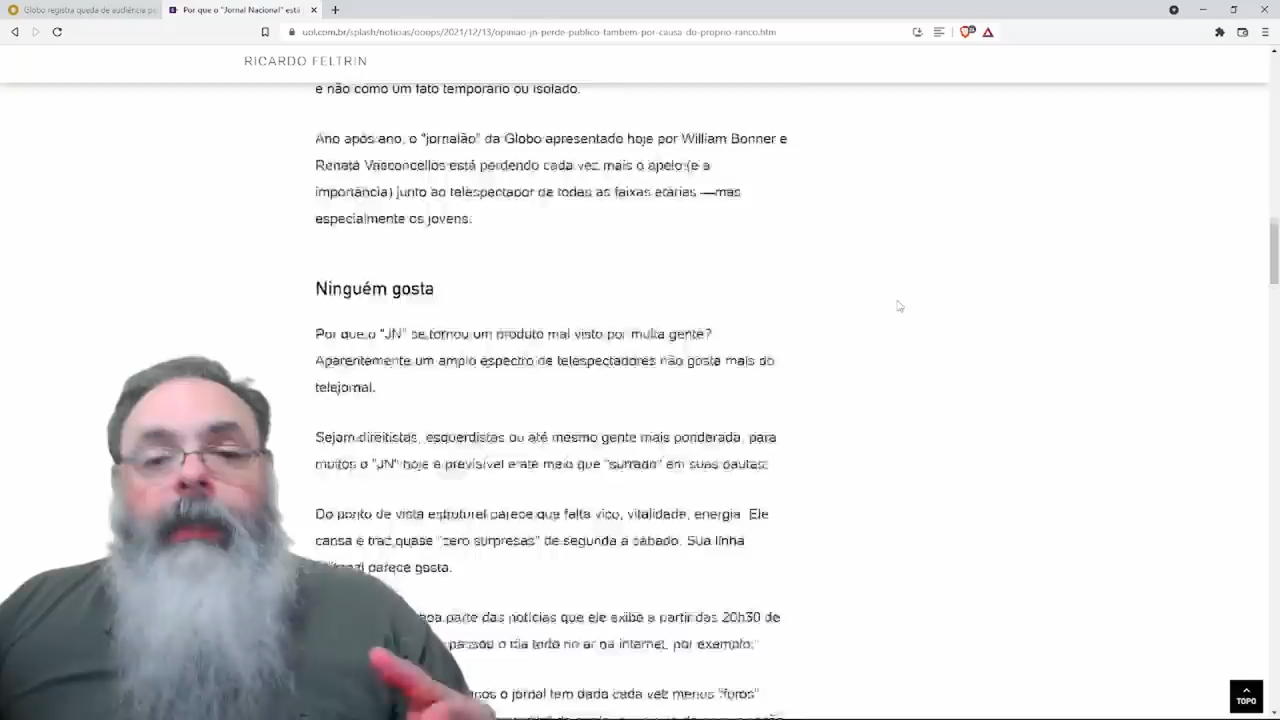 Globo registra queda de audiência po
Por que o "Jornal Nacional" está
uol.com.br/splash/noticias/ooops/2021/12/13/opiniao-jn-perde-publico-tambem-por-causa-do-proprio-ranco.htm
RICARDO FELTRIN
e não como um fato temporário ou isolado.
Ano após ano, o "jornalão" da Globo apresentado hoje por William Bonner e
Renata Vasconcellos está perdendo cada vez mais o apelo (e a
importância) junto ao telespectador de todas as faixas etárias —mas
especialmente os jovens.
Ninguém gosta
Por que o "JN" se tornou um produto mal visto por muita gente?
Aparentemente um amplo espectro de telespectadores não gosta mais do
telejornal.
Sejam direitistas, esquerdistas ou até mesmo gente mais ponderada, para
muitos o "JN" hoje é previsível e até meio que "surrado" em suas pautas.
Do ponto de vista estrutural parece que falta viço, vitalidade, energia. Ele
cansa e traz quase "zero surpresas" de segunda a sábado. Sua linha
parece gasta.
boa parte das notícias que ele exibe a partir das 20h30 de
passou o dia todo no ar na internet, por exemplo.
o jornal tem dado cada vez menos "furos"
TOPO